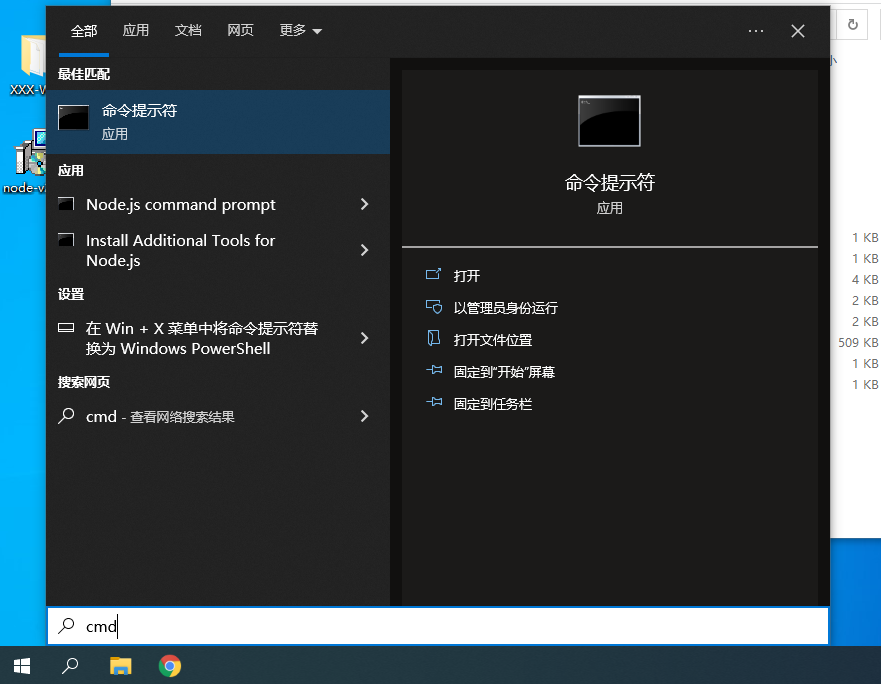 全部 应用 文档 网页 更多
最佳匹配
命令提示符
应用
应用
Node.js command prompt
Install Additional Tools for
Node.js
设置
在 Win + X 菜单中将命令提示符替
换为 Windows PowerShell
搜索网页
cmd - 查看网络搜索结果
命令提示符
应用
打开
以管理员身份运行
打开文件位置
固定到“开始”屏幕
固定到任务栏
cmd
XXX-W
node-v
小
1 KB
1 KB
4 KB
2 KB
2 KB
509 KB
1 KB
1 KB